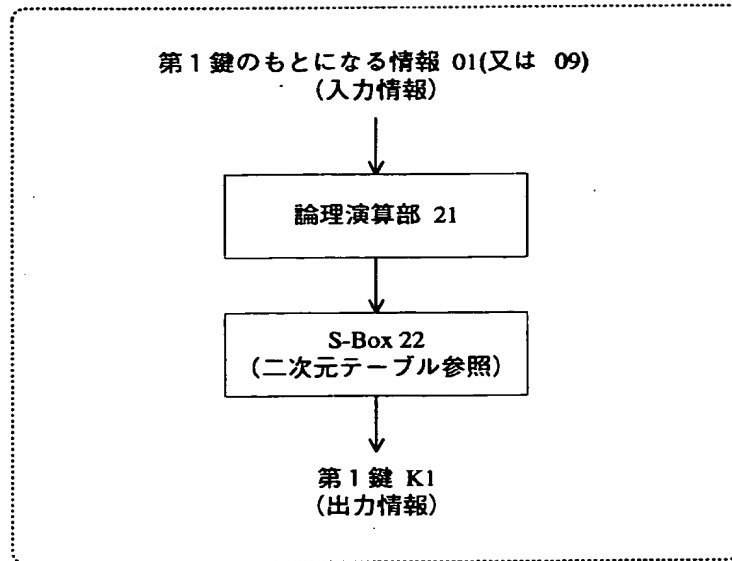 第1鍵のもとになる情報 01(又は 09)
(入力情報)
論理演算部 21
S-Box 22
(二次元テーブル参照)
第1鍵 K1
(出力情報)